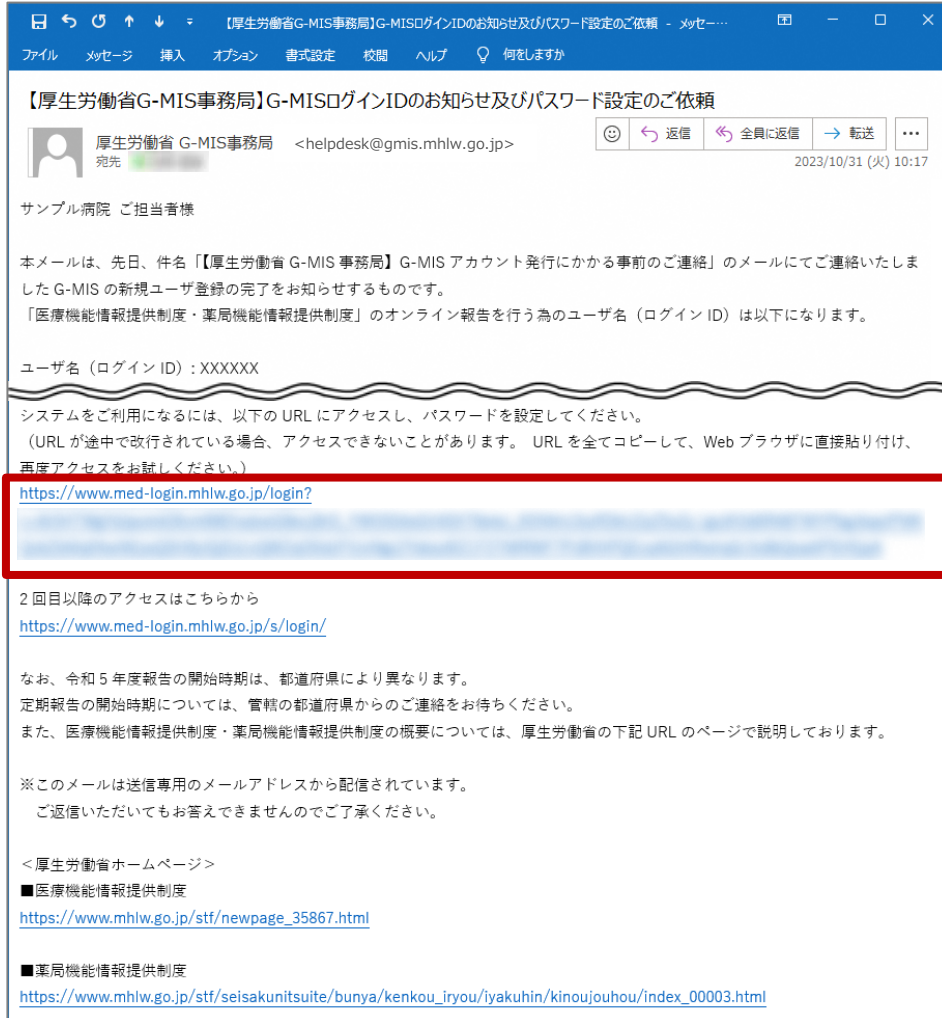 【厚生労働省G-MIS事務局】G-MISログインIDのお知らせ及びパスワード設定のご依頼 - メッセー…
ファイル メッセージ 挿入 オプション 書式設定 校閲 ヘルプ 何をしますか
【厚生労働省G-MIS事務局】G-MISログインIDのお知らせ及びパスワード設定のご依頼
厚生労働省 G-MIS事務局 <helpdesk@gmis.mhlw.go.jp>
返信 全員に返信 転送
宛先
2023/10/31 (火) 10:17
サンプル病院 ご担当者様
本メールは、先日、件名「【厚生労働省 G-MIS 事務局】G-MIS アカウント発行にかかる事前のご連絡」のメールにてご連絡いたしま
した G-MIS の新規ユーザ登録の完了をお知らせするものです。
「医療機能情報提供制度・薬局機能情報提供制度」のオンライン報告を行う為のユーザ名（ログイン ID）は以下になります。
ユーザ名（ログイン ID）: XXXXXX
システムをご利用になるには、以下の URL にアクセスし、パスワードを設定してください。
（URL が途中で改行されている場合、アクセスできないことがあります。 URL を全てコピーして、Web ブラウザに直接貼り付け、
再度アクセスをお試しください。）
https://www.med-login.mhlw.go.jp/login?
2 回目以降のアクセスはこちらから
https://www.med-login.mhlw.go.jp/s/login/
なお、令和 5 年度報告の開始時期は、都道府県により異なります。
定期報告の開始時期については、管轄の都道府県からのご連絡をお待ちください。
また、医療機能情報提供制度・薬局機能情報提供制度の概要については、厚生労働省の下記 URL のページで説明しております。
※このメールは送信専用のメールアドレスから配信されています。
ご返信いただいてもお答えできませんのでご了承ください。
＜厚生労働省ホームページ＞
■医療機能情報提供制度
https://www.mhlw.go.jp/stf/newpage_35867.html
■薬局機能情報提供制度
https://www.mhlw.go.jp/stf/seisakunitsuite/bunya/kenkou_iryou/iyakuhin/kinoujouhou/index_00003.html